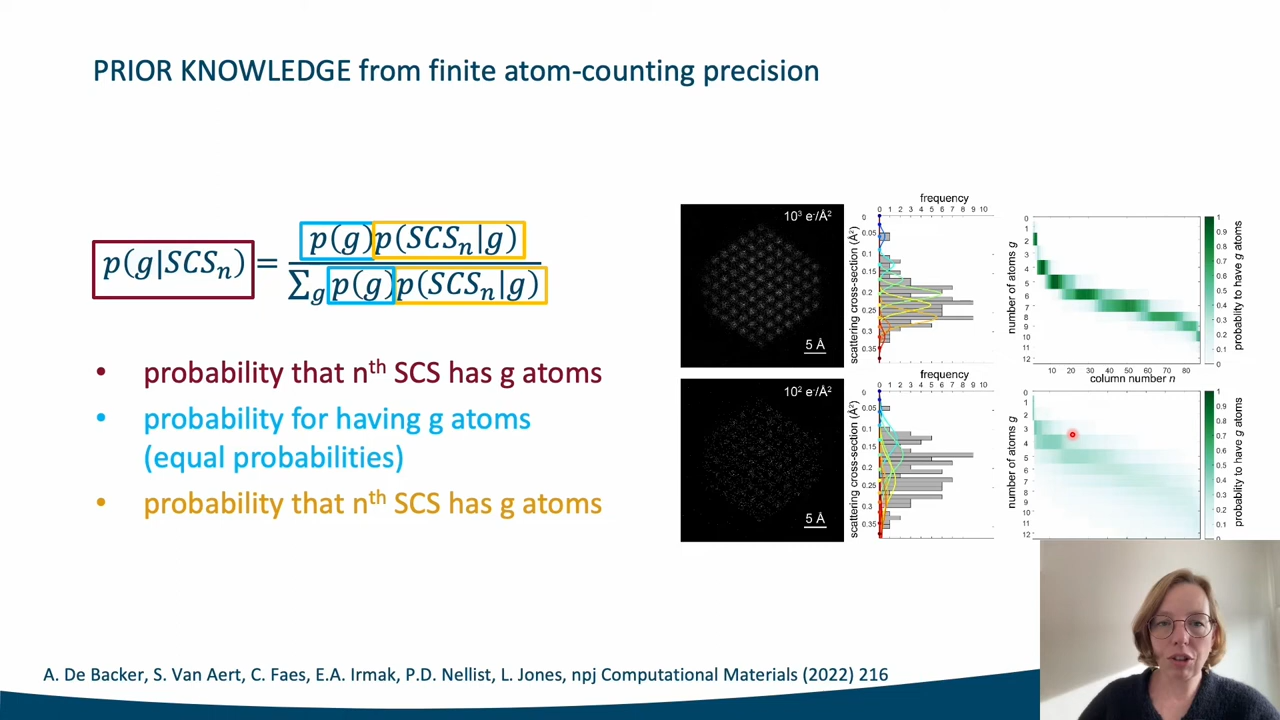 PRIOR KNOWLEDGE from finite atom-counting precision
p(g|SCSₙ) = p(g)p(SCSₙ|g) / ∑g p(g)p(SCSₙ|g)
• probability that nᵗʰ SCS has g atoms
• probability for having g atoms
(equal probabilities)
• probability that nᵗʰ SCS has g atoms
10³ e⁻/Å²
5 Å
frequency
0 1 2 3 4 5 6 7 8 9 10
scattering cross-section (Å²)
0
0.05
0.1
0.15
0.2
0.25
0.3
0.35
number of atoms g
0
1
2
3
4
5
6
7
8
9
10
11
12
10 20 30 40 50 60 70 80
column number n
1
0.9
0.8
0.7
0.6
0.5
0.4
0.3
0.2
0.1
0
probability to have g atoms
10² e⁻/Å²
5 Å
frequency
0 1 2 3 4 5 6 7 8 9 10
scattering cross-section (Å²)
0
0.05
0.1
0.15
0.2
0.25
0.3
0.35
number of atoms g
0
1
2
3
4
5
6
7
8
9
10
11
12
1
0.9
0.8
0.7
0.6
0.5
0.4
0.3
0.2
0.1
0
probability to have g atoms
A. De Backer, S. Van Aert, C. Faes, E.A. Irmak, P.D. Nellist, L. Jones, npj Computational Materials (2022) 216